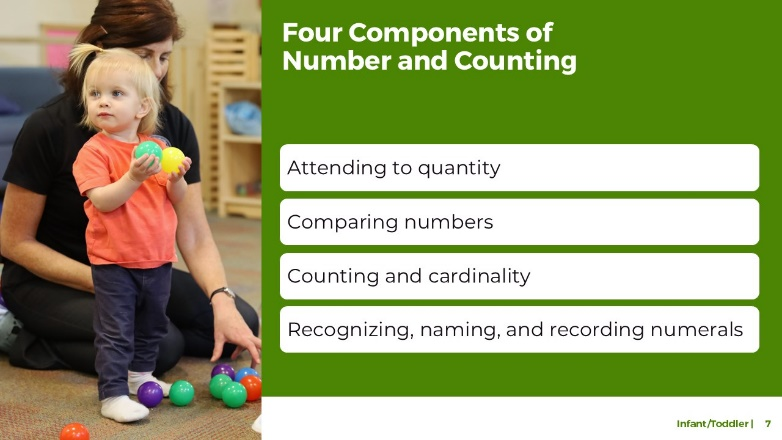 Four Components of
Number and Counting
Attending to quantity
Comparing numbers
Counting and cardinality
Recognizing, naming, and recording numerals
Infant/Toddler | 7